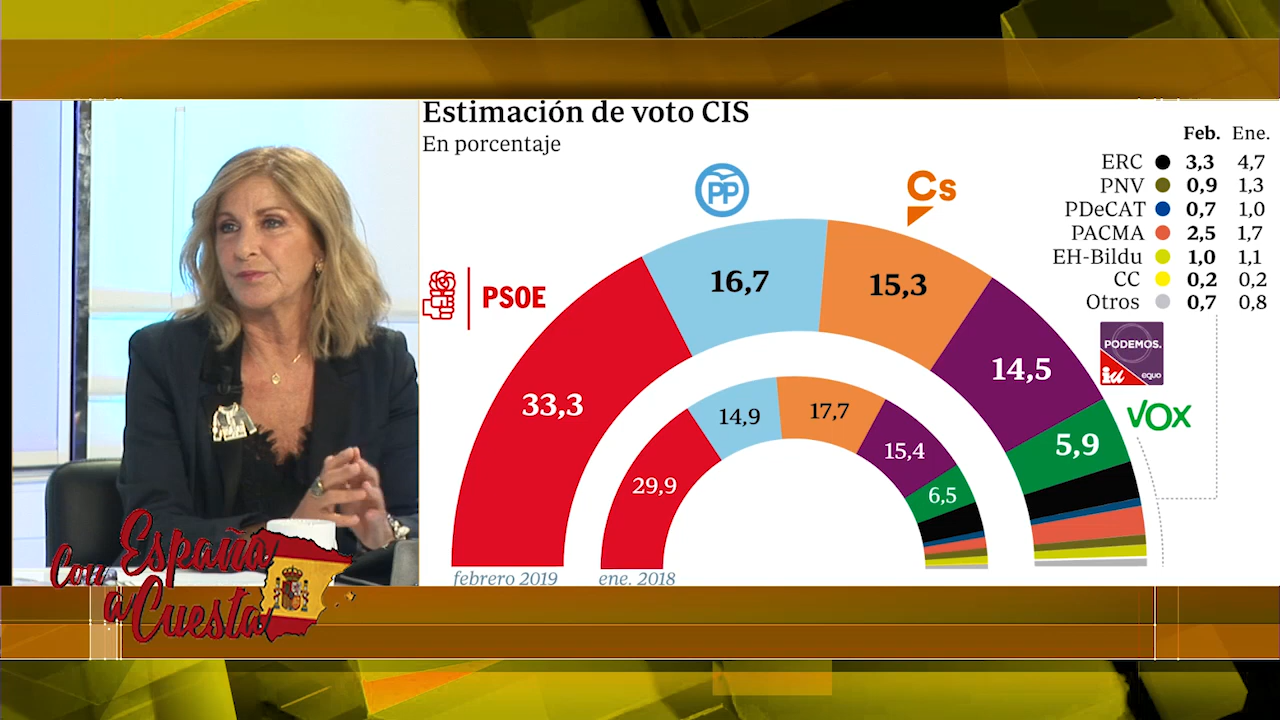 Estimación de voto CIS
En porcentaje
Feb. Ene.
ERC 3,3 4,7
PNV 0,9 1,3
PDeCAT 0,7 1,0
PACMA 2,5 1,7
EH-Bildu 1,0 1,1
CC 0,2 0,2
Otros 0,7 0,8
PP
Cs
PSOE
PODEMOS.
iu equo
VOX
33,3
16,7
15,3
14,5
5,9
29,9
14,9
17,7
15,4
6,5
febrero 2019
ene. 2018
Con España
a Cuesta